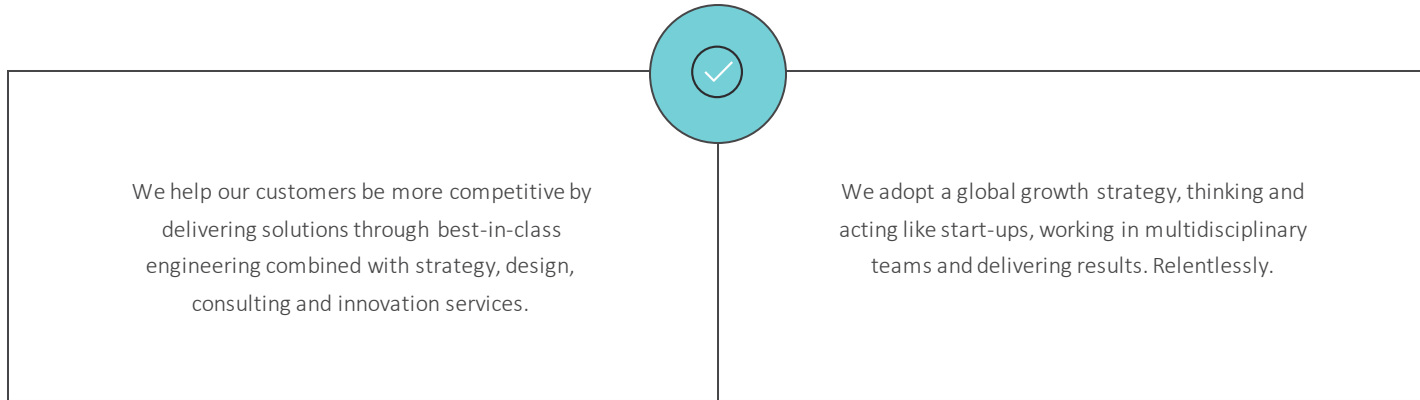 We help our customers be more competitive by
delivering solutions through best-in-class
engineering combined with strategy, design,
consulting and innovation services.
We adopt a global growth strategy, thinking and
acting like start-ups, working in multidisciplinary
teams and delivering results. Relentlessly.